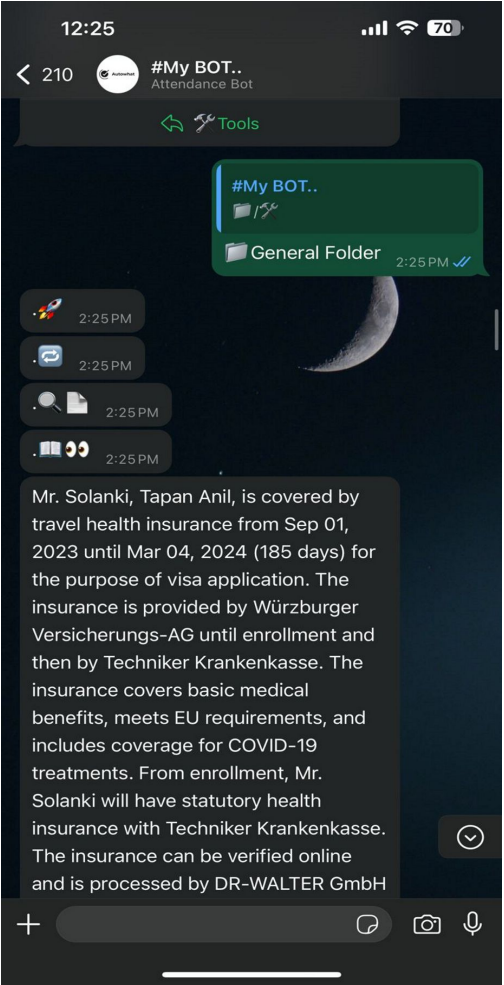 12:25
70
210
Autowhat
#My BOT..
Attendance Bot
Tools
#My BOT..
/
General Folder 2:25 PM
. 2:25 PM
. 2:25 PM
. 2:25 PM
. 2:25 PM
Mr. Solanki, Tapan Anil, is covered by
travel health insurance from Sep 01,
2023 until Mar 04, 2024 (185 days) for
the purpose of visa application. The
insurance is provided by Würzburger
Versicherungs-AG until enrollment and
then by Techniker Krankenkasse. The
insurance covers basic medical
benefits, meets EU requirements, and
includes coverage for COVID-19
treatments. From enrollment, Mr.
Solanki will have statutory health
insurance with Techniker Krankenkasse.
The insurance can be verified online
and is processed by DR-WALTER GmbH